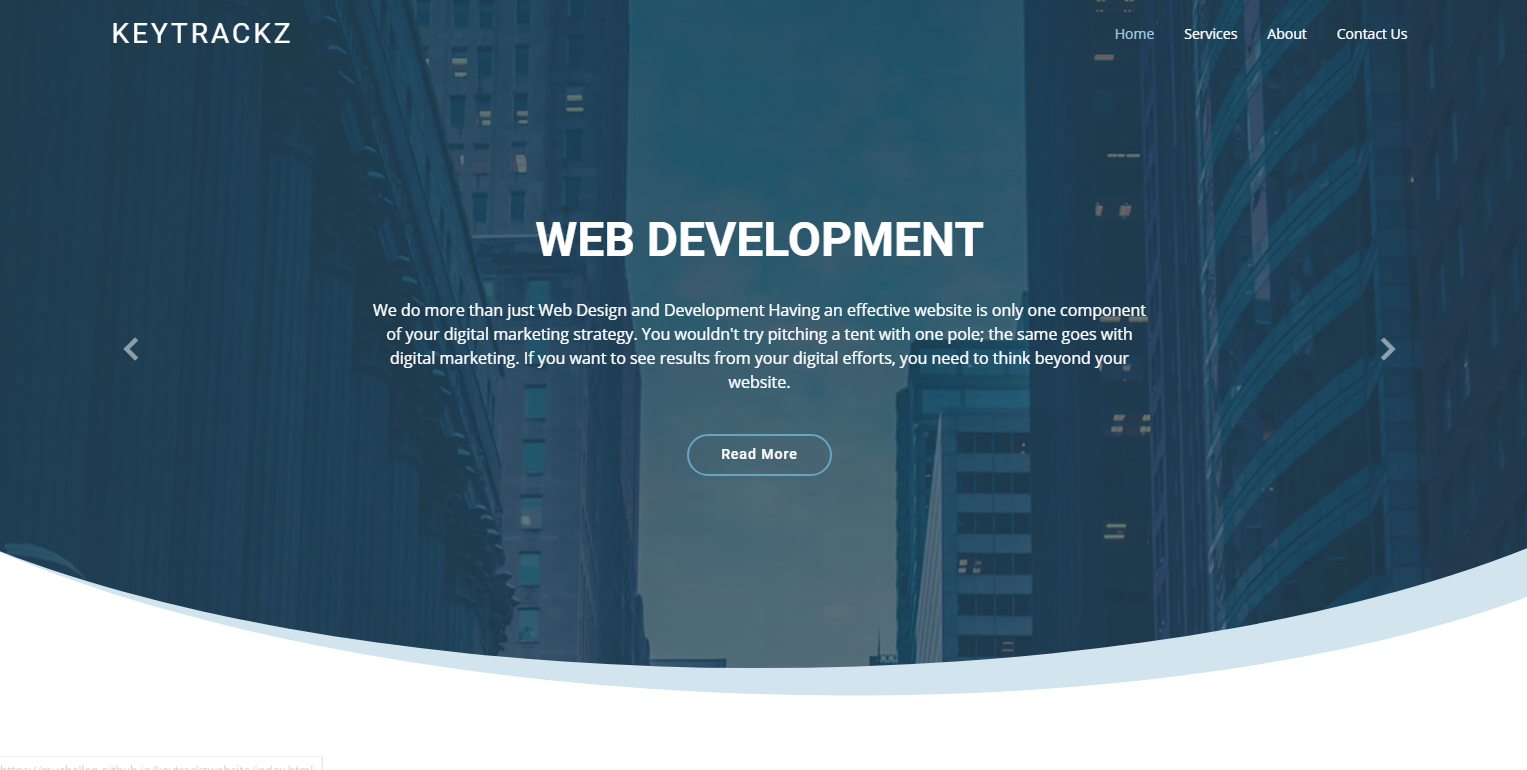 KEYTRACKZ
Home Services About Contact Us
WEB DEVELOPMENT
We do more than just Web Design and Development Having an effective website is only one component
of your digital marketing strategy. You wouldn't try pitching a tent with one pole; the same goes with
digital marketing. If you want to see results from your digital efforts, you need to think beyond your
website.
Read More